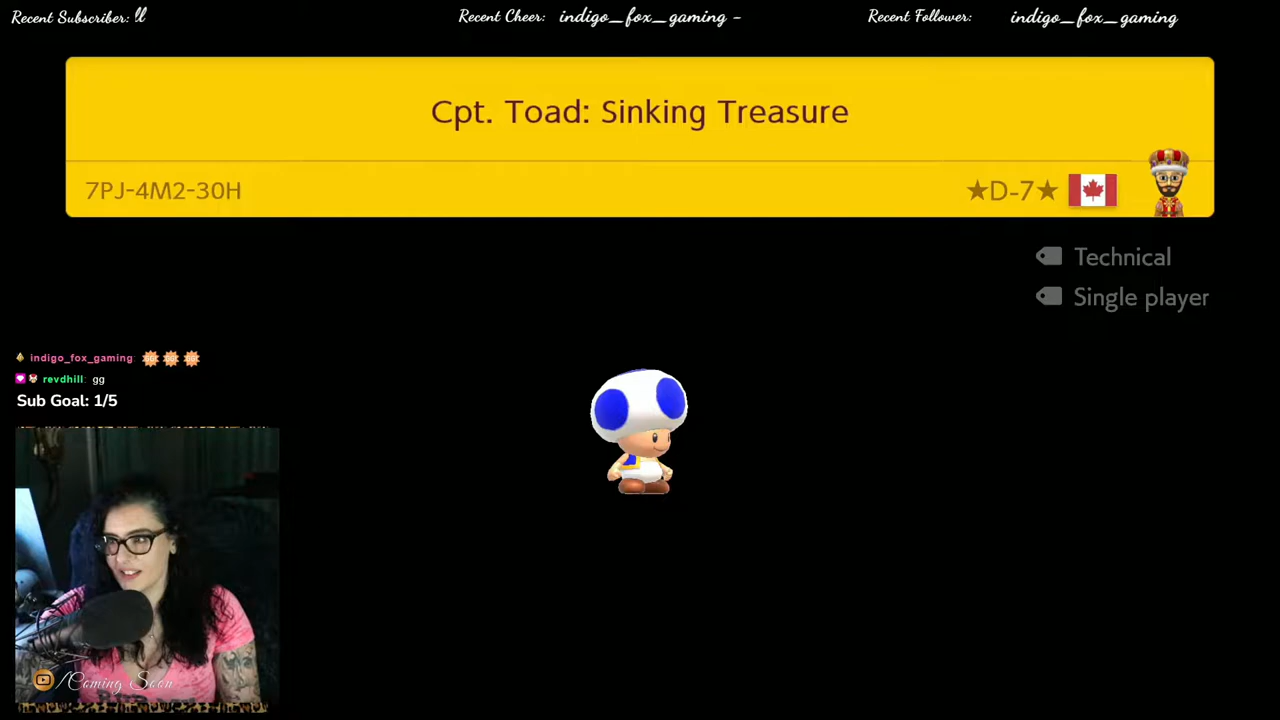 Recent Subscriber: ll
Recent Cheer: indigo_fox_gaming -
Recent Follower: indigo_fox_gaming
Cpt. Toad: Sinking Treasure
7PJ-4M2-30H
★D-7★
Technical
Single player
indigo_fox_gaming:
revdhill: gg
Sub Goal: 1/5
/Coming Soon